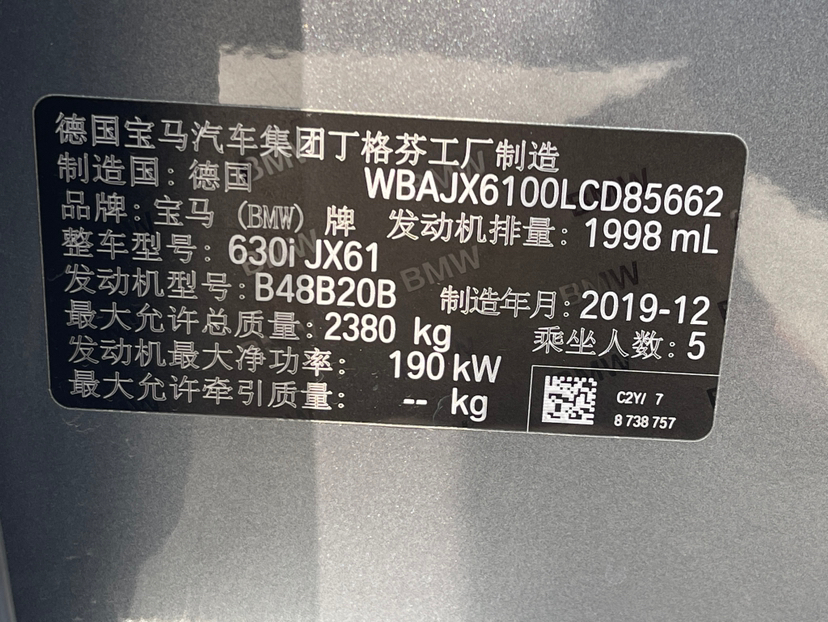 德国宝马汽车集团丁格芬工厂制造
制造国：德国 WBAJX6100LCD85662
品牌：宝马（BMW）牌 发动机排量：1998 mL
整车型号：630i JX61
发动机型号：B48B20B 制造年月：2019-12
最大允许总质量：2380 kg 乘坐人数：5
发动机最大净功率： 190 kW
最大允许牵引质量： -- kg
C2Y/ 7
8 738 757